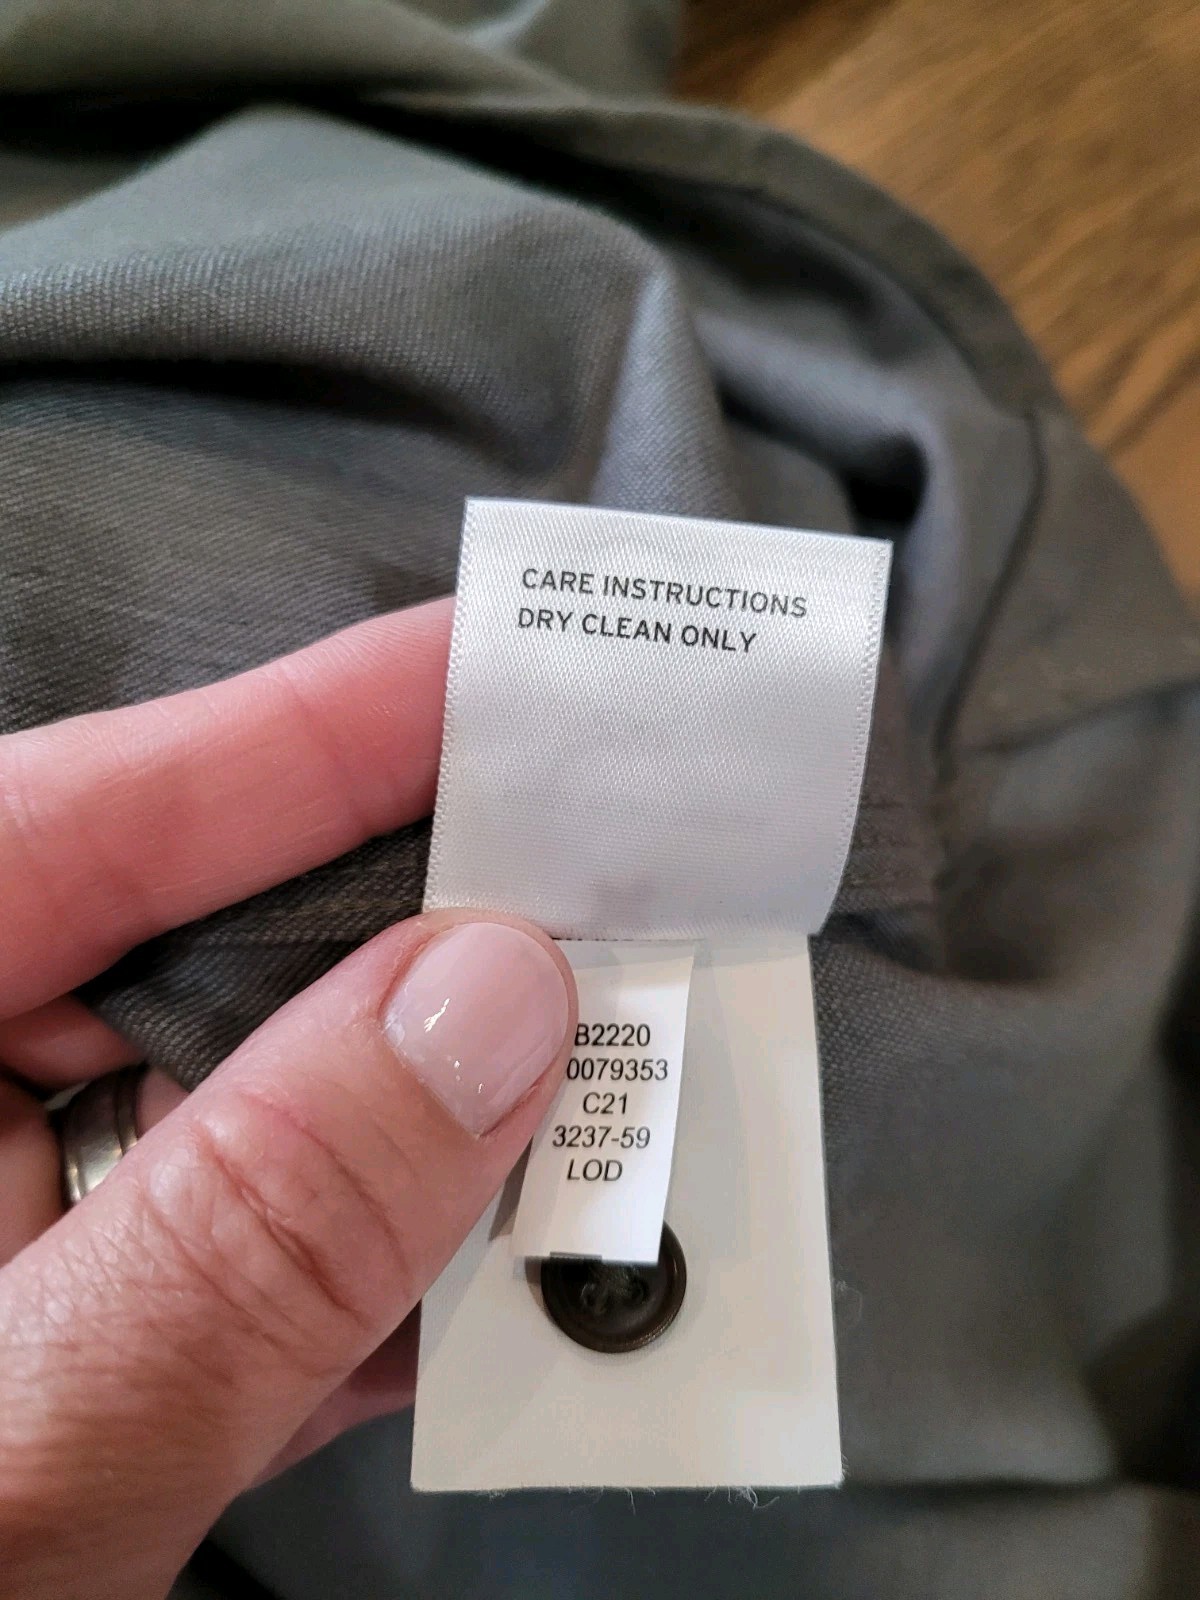 CARE INSTRUCTIONS
DRY CLEAN ONLY
B2220
0079353
C21
3237-59
LOD